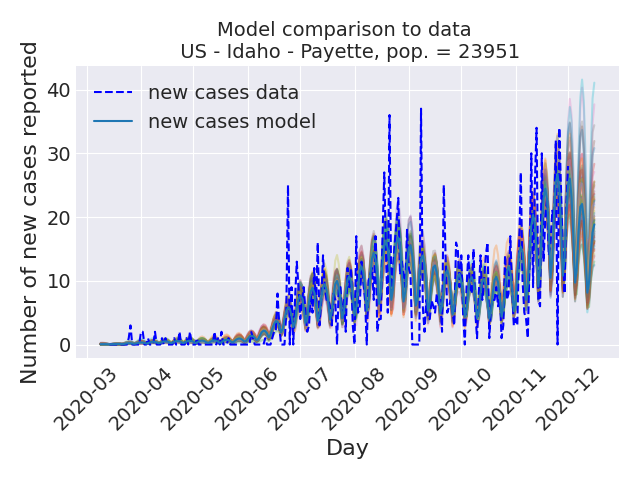 Model comparison to data
US - Idaho - Payette, pop. = 23951
Number of new cases reported
40
30
20
10
0
new cases data
new cases model
2020-03
2020-04
2020-05
2020-06
2020-07
2020-08
2020-09
2020-10
2020-11
2020-12
Day